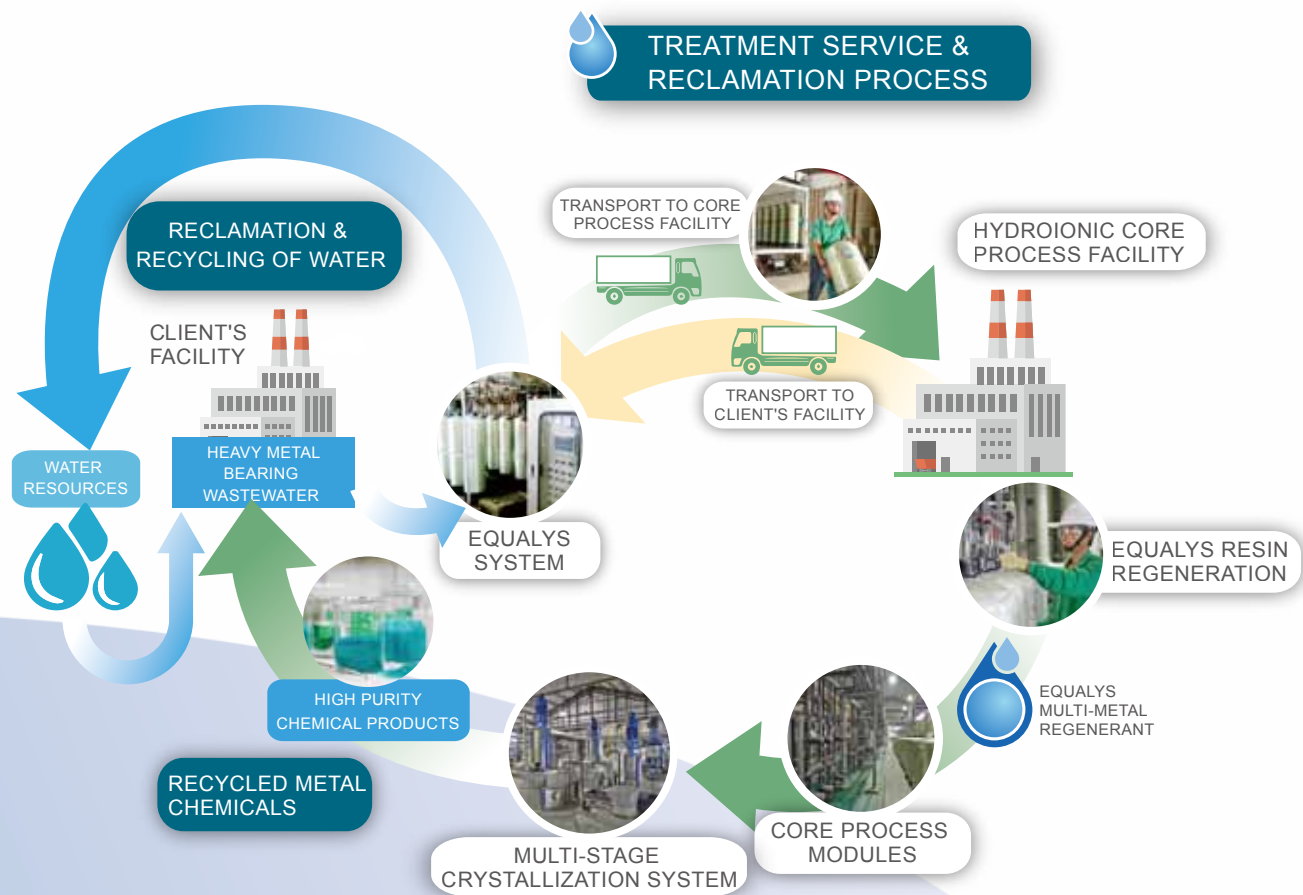 TREATMENT SERVICE &
RECLAMATION PROCESS
TRANSPORT TO CORE
PROCESS FACILITY
HYDROIONIC CORE
PROCESS FACILITY
RECLAMATION &
RECYCLING OF WATER
CLIENT'S
FACILITY
TRANSPORT TO
CLIENT'S FACILITY
WATER
RESOURCES
HEAVY METAL
BEARING
WASTEWATER
EQUALYS
SYSTEM
EQUALYS RESIN
REGENERATION
HIGH PURITY
CHEMICAL PRODUCTS
EQUALYS
MULTI-METAL
REGENERANT
RECYCLED METAL
CHEMICALS
CORE PROCESS
MODULES
MULTI-STAGE
CRYSTALLIZATION SYSTEM